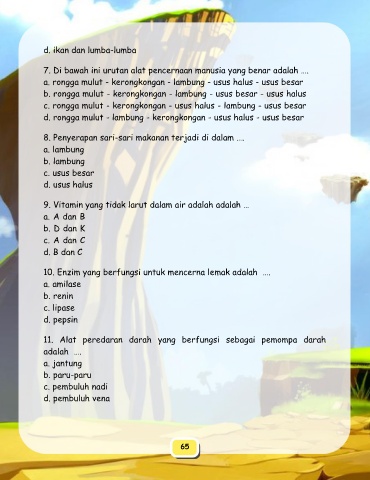 d. ikan dan lumba-lumba
7. Di bawah ini urutan alat pencernaan manusia yang benar adalah ....
a. rongga mulut - kerongkongan - lambung - usus halus - usus besar
b. rongga mulut - kerongkongan - lambung - usus besar - usus halus
c. rongga mulut - kerongkongan - usus halus - lambung - usus besar
d. rongga mulut - lambung - kerongkongan - usus halus - usus besar
8. Penyerapan sari-sari makanan terjadi di dalam ....
a. lambung
b. lambung
c. usus besar
d. usus halus
9. Vitamin yang tidak larut dalam air adalah adalah ...
a. A dan B
b. D dan K
c. A dan C
d. B dan C
10. Enzim yang berfungsi untuk mencerna lemak adalah ....
a. amilase
b. renin
c. lipase
d. pepsin
11. Alat peredaran darah yang berfungsi sebagai pemompa darah
adalah ....
a. jantung
b. paru-paru
c. pembuluh nadi
d. pembuluh vena
65